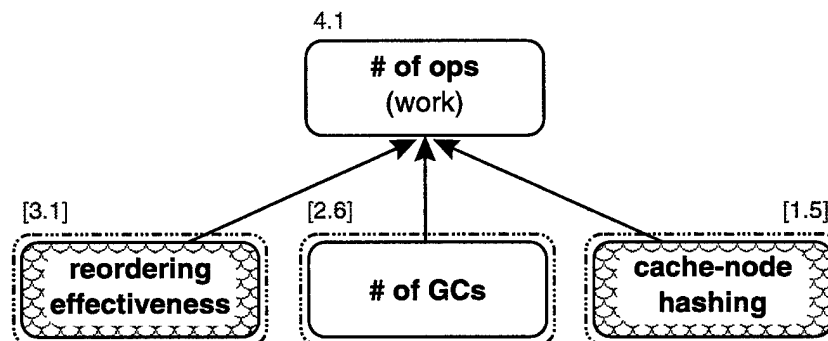 4.1
# of ops
(work)
[3.1]
[2.6]
[1.5]
reordering
effectiveness
# of GCs
cache-node
hashing